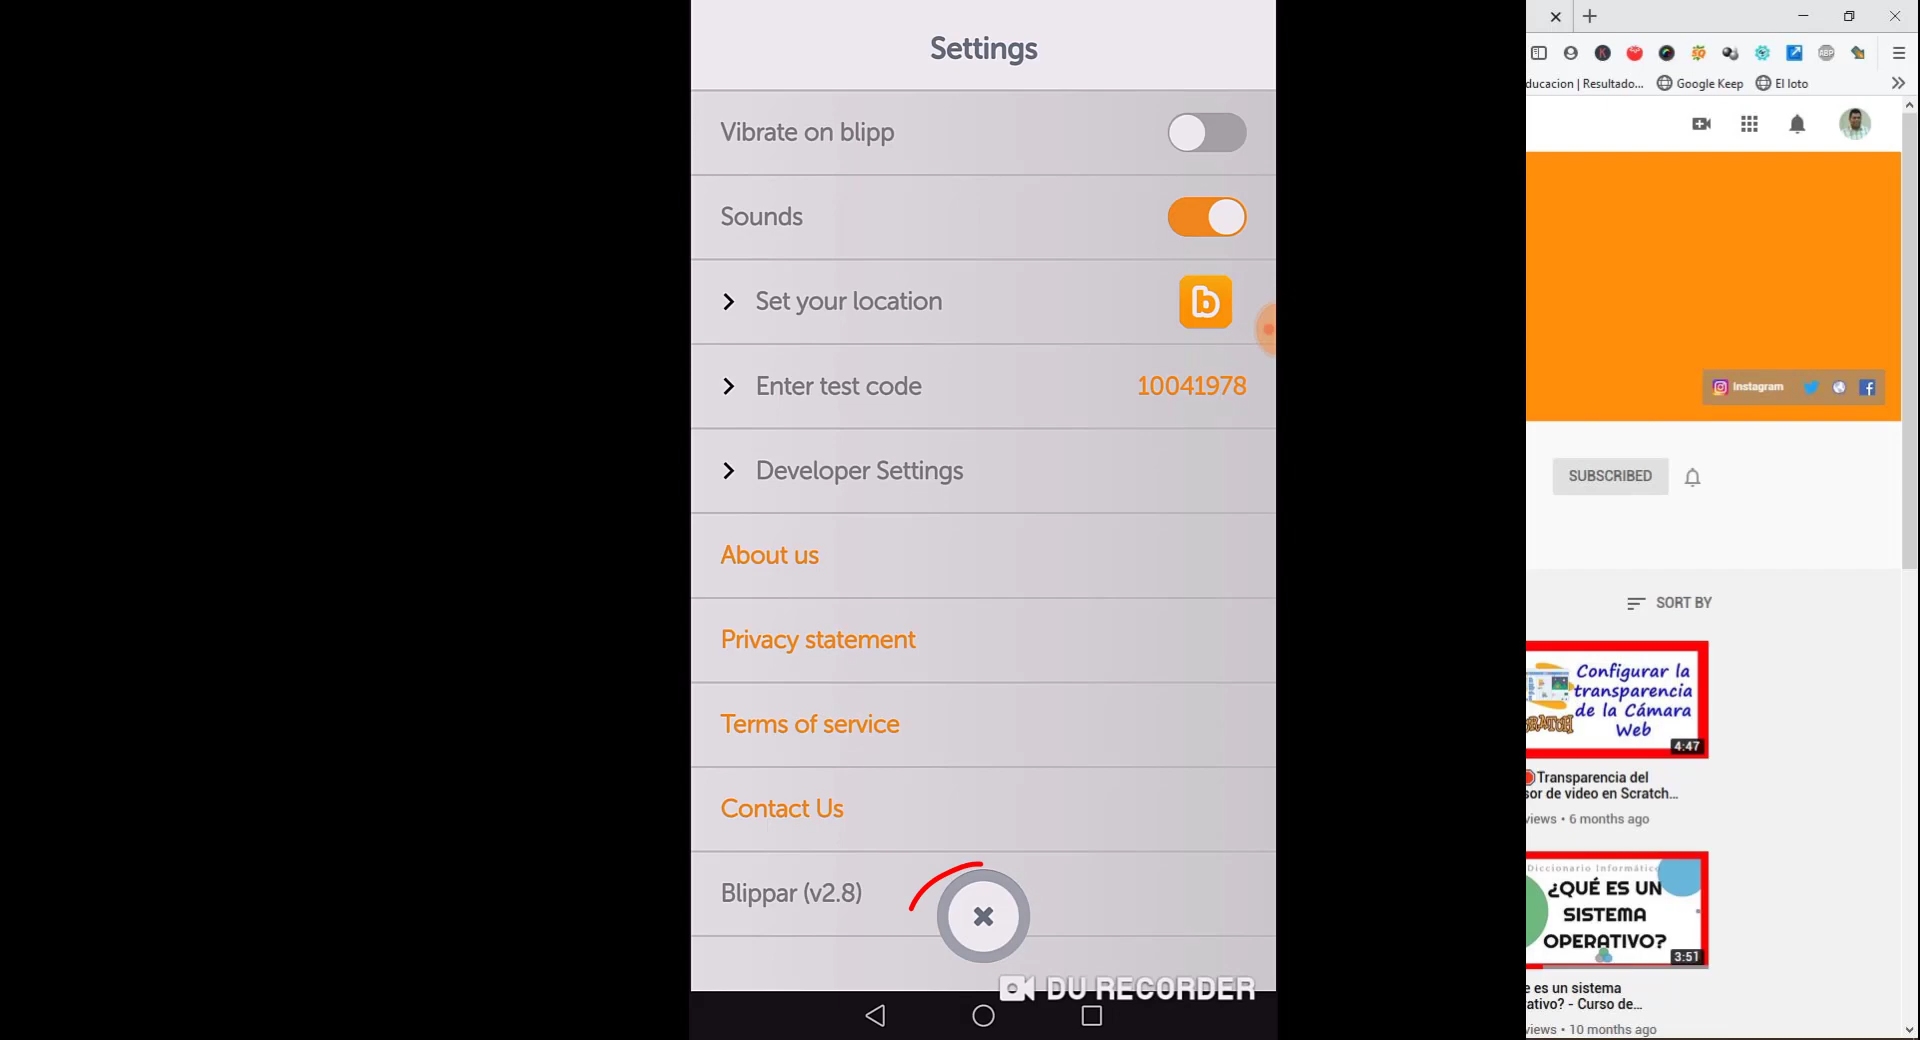 Settings
Vibrate on blipp
Sounds
Set your location
Enter test code 10041978
Developer Settings
About us
Privacy statement
Terms of service
Contact Us
Blippar (v2.8)
DU RECORDER
ducacion | Resultado... Google Keep El loto
ABP
Instagram
SUBSCRIBED
SORT BY
Configurar la
transparencia
de la Cámara
Web
4:47
Transparencia del
sor de video en Scratch...
views • 6 months ago
Diccionario Informático
¿QUÉ ES UN
SISTEMA
OPERATIVO?
3:51
e es un sistema
ativo? - Curso de...
views • 10 months ago